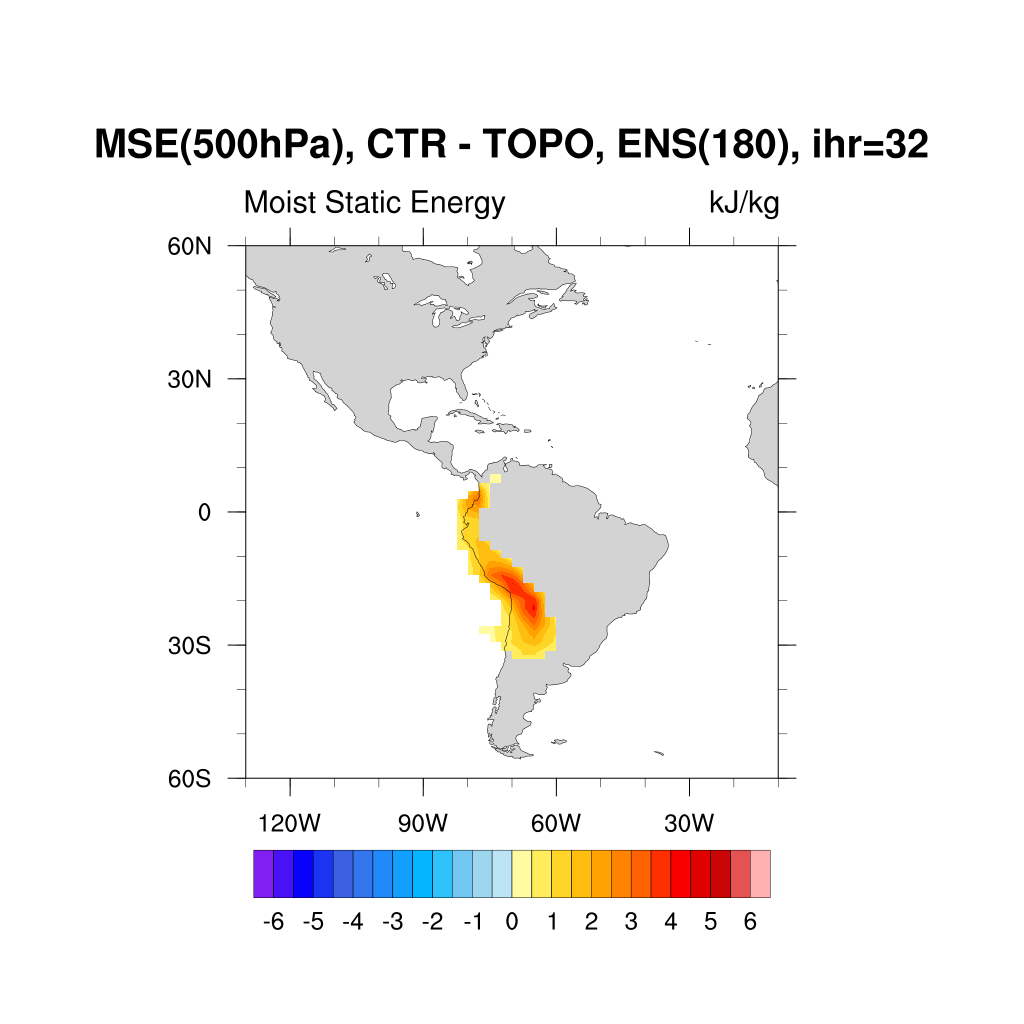 MSE(500hPa), CTR - TOPO, ENS(180), ihr=32
Moist Static Energy kJ/kg
60N
30N
0
30S
60S
120W 90W 60W 30W
-6 -5 -4 -3 -2 -1 0 1 2 3 4 5 6